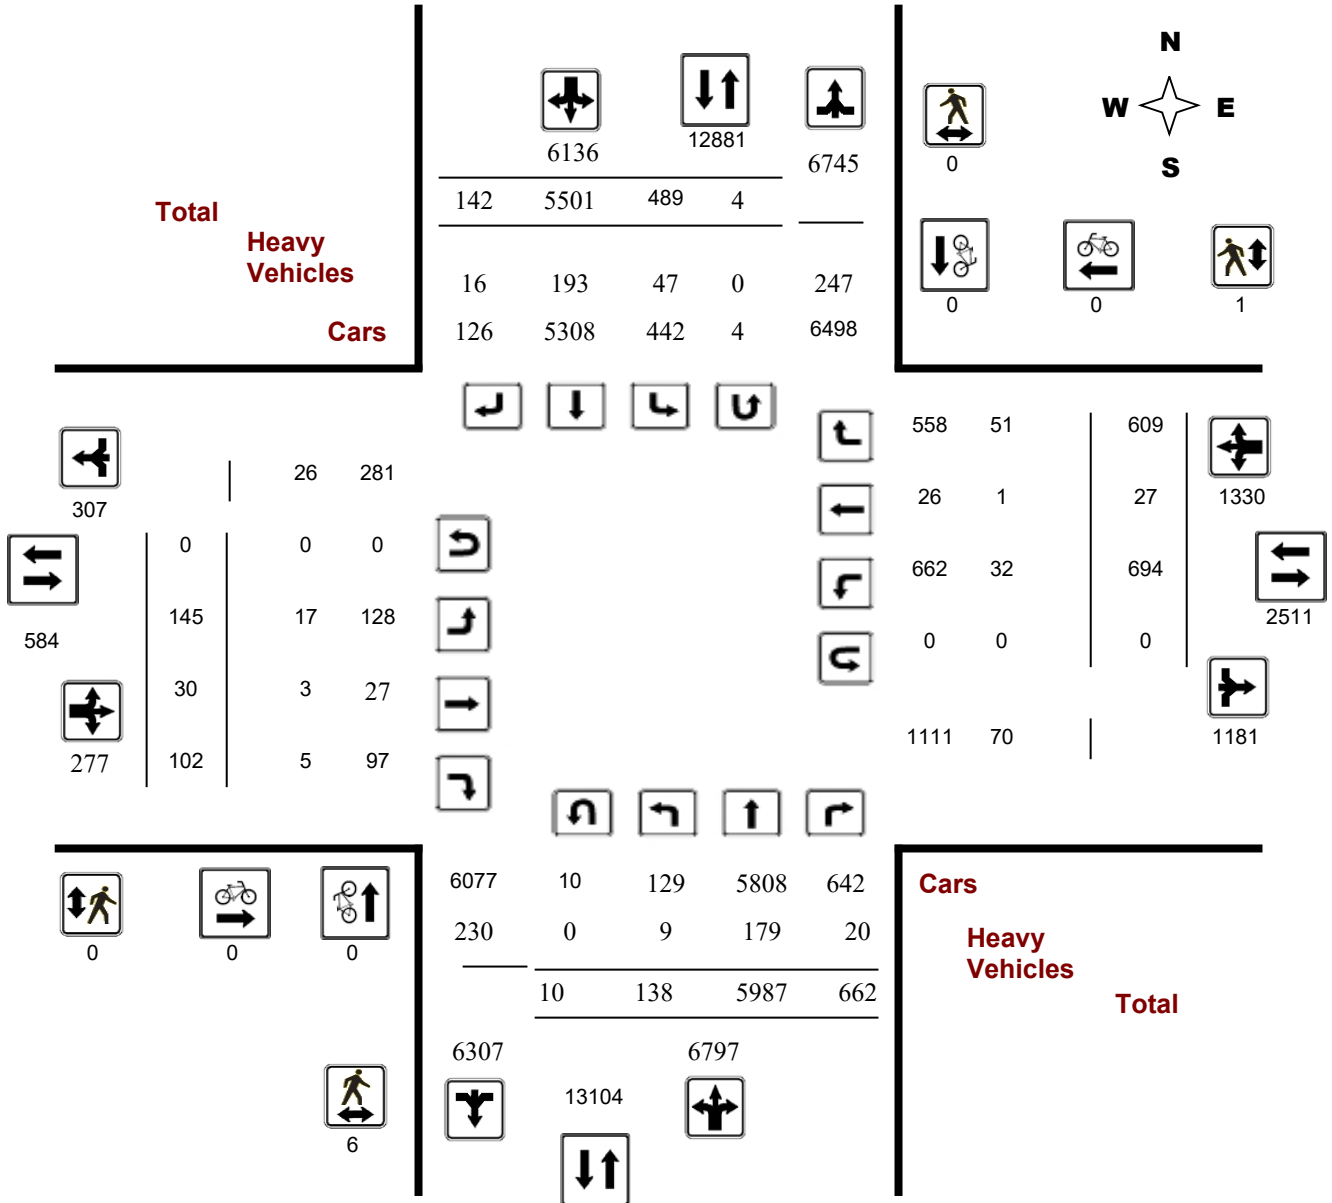 N
W E
S
6136 12881 6745 0
142 5501 489 4
Total
Heavy
Vehicles
16 193 47 0 247
Cars
126 5308 442 4 6498
0 0 1
558 51 609
307
26 281
26 1 27 1330
0 0 0
662 32 694
145 17 128
584
2511
0 0 0
30 3 27
277
102 5 97
1111 70 1181
6077 10 129 5808 642
Cars
230 0 9 179 20
Heavy
Vehicles
0 0 0
10 138 5987 662
Total
6307 6797
13104
6